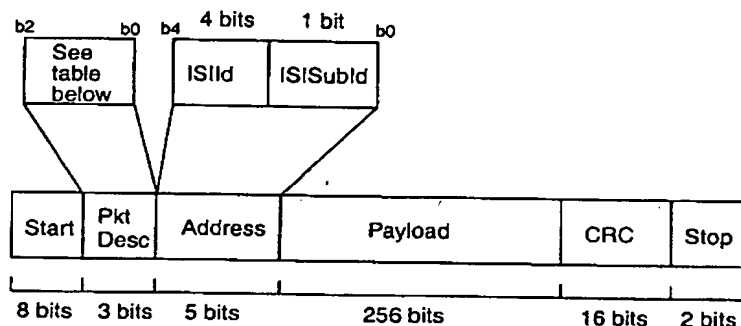 b2 b0 b4 4 bits 1 bit b0
See table below
ISIId ISISubId
Start Pkt Desc Address Payload CRC Stop
8 bits 3 bits 5 bits 256 bits 16 bits 2 bits